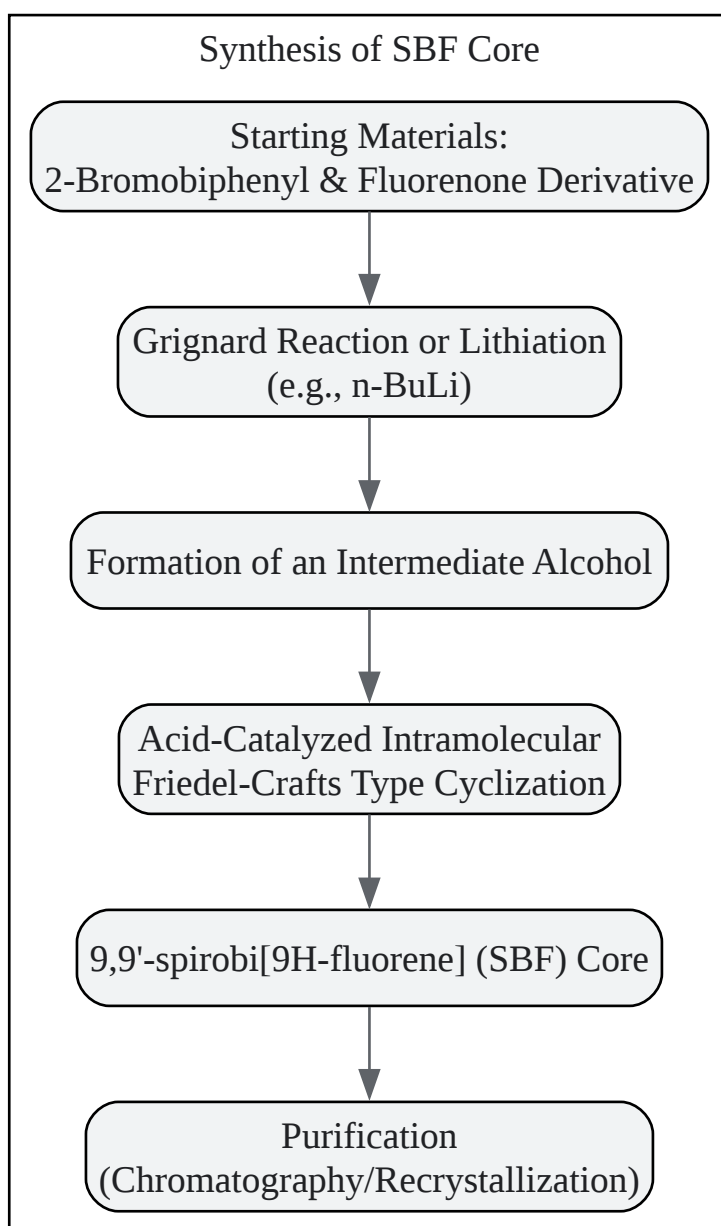 Synthesis of SBF Core
Starting Materials:
2-Bromobiphenyl & Fluorenone Derivative
Grignard Reaction or Lithiation
(e.g., n-BuLi)
Formation of an Intermediate Alcohol
Acid-Catalyzed Intramolecular
Friedel-Crafts Type Cyclization
9,9'-spirobi[9H-fluorene] (SBF) Core
Purification
(Chromatography/Recrystallization)